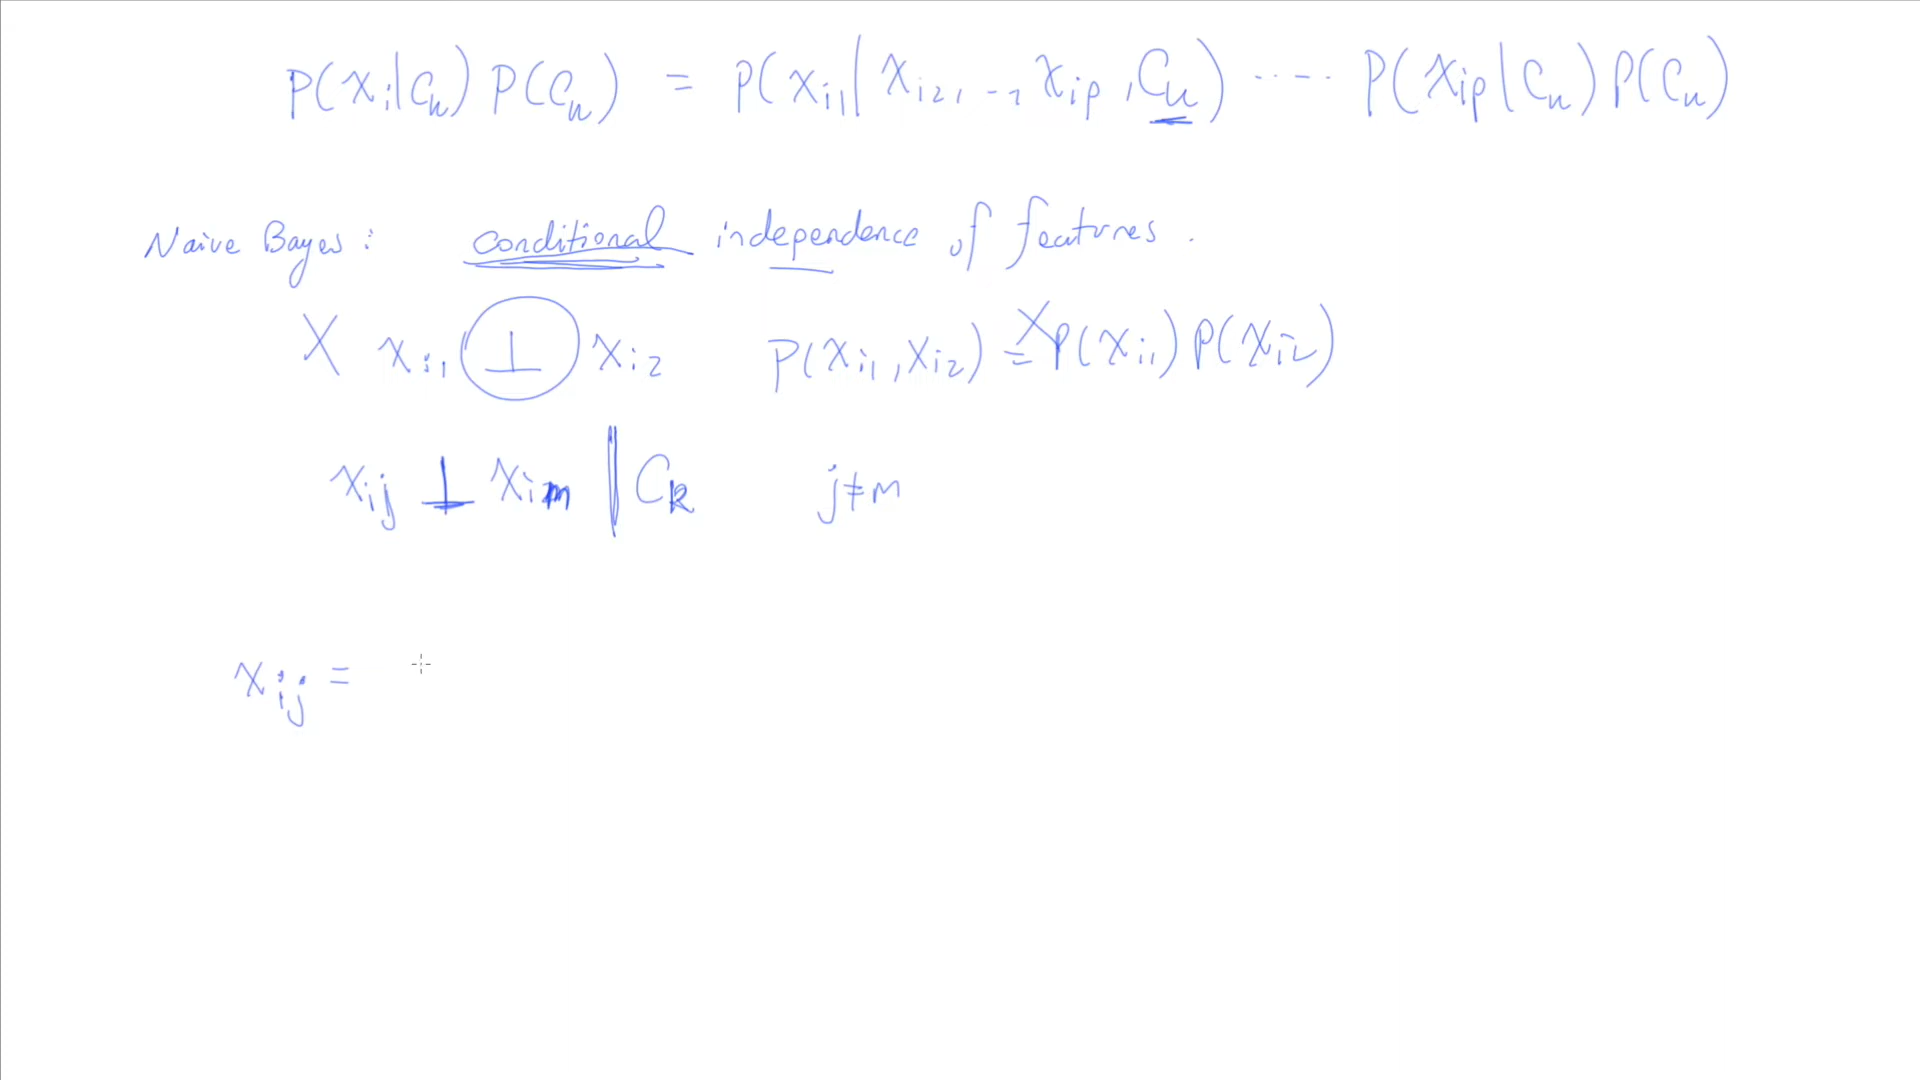 P(xi|Ck) P(Ck) = P(xi1|xi2, --, xip, Ck) ----- P(xip|Ck) P(Ck)
Naive Bayes: conditional independence of features.
X xi1 ⊥ xi2 P(xi1, xi2) = P(xi1) P(xi2)
xij ⊥ xim | Ck j≠m
xij =